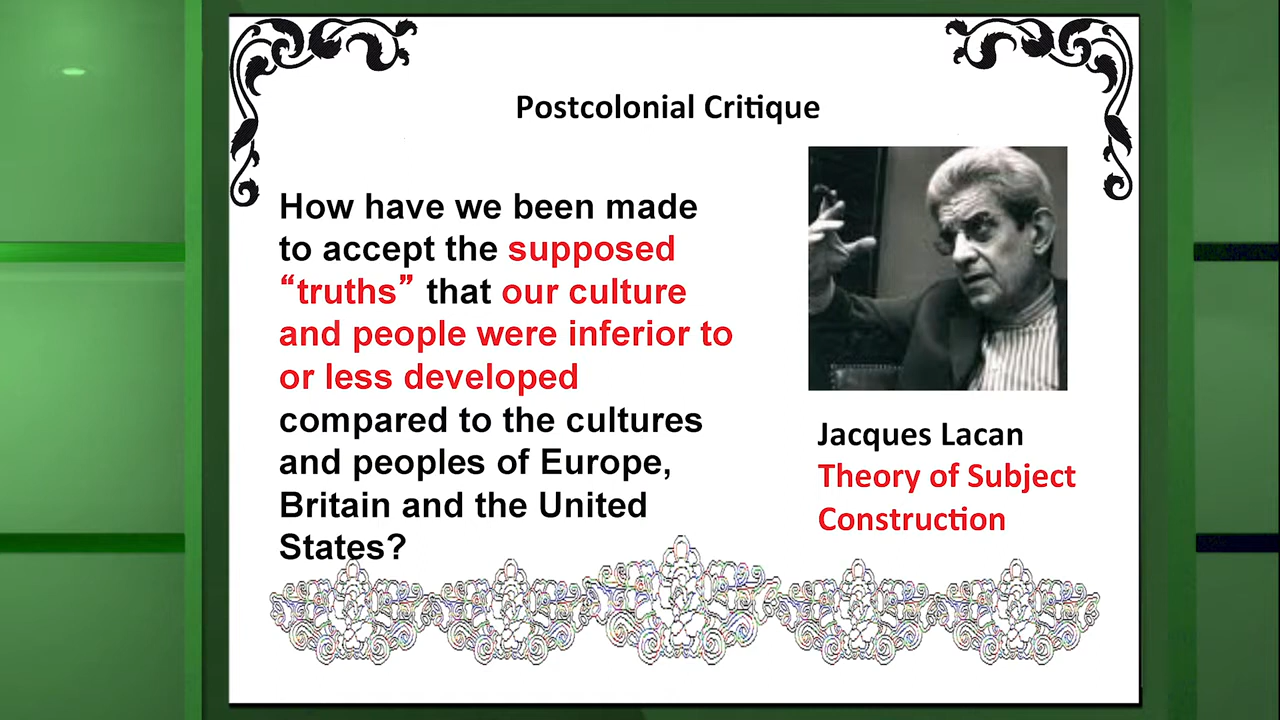 Postcolonial Critique
How have we been made
to accept the supposed
“truths” that our culture
and people were inferior to
or less developed
compared to the cultures
and peoples of Europe,
Britain and the United
States?
Jacques Lacan
Theory of Subject
Construction